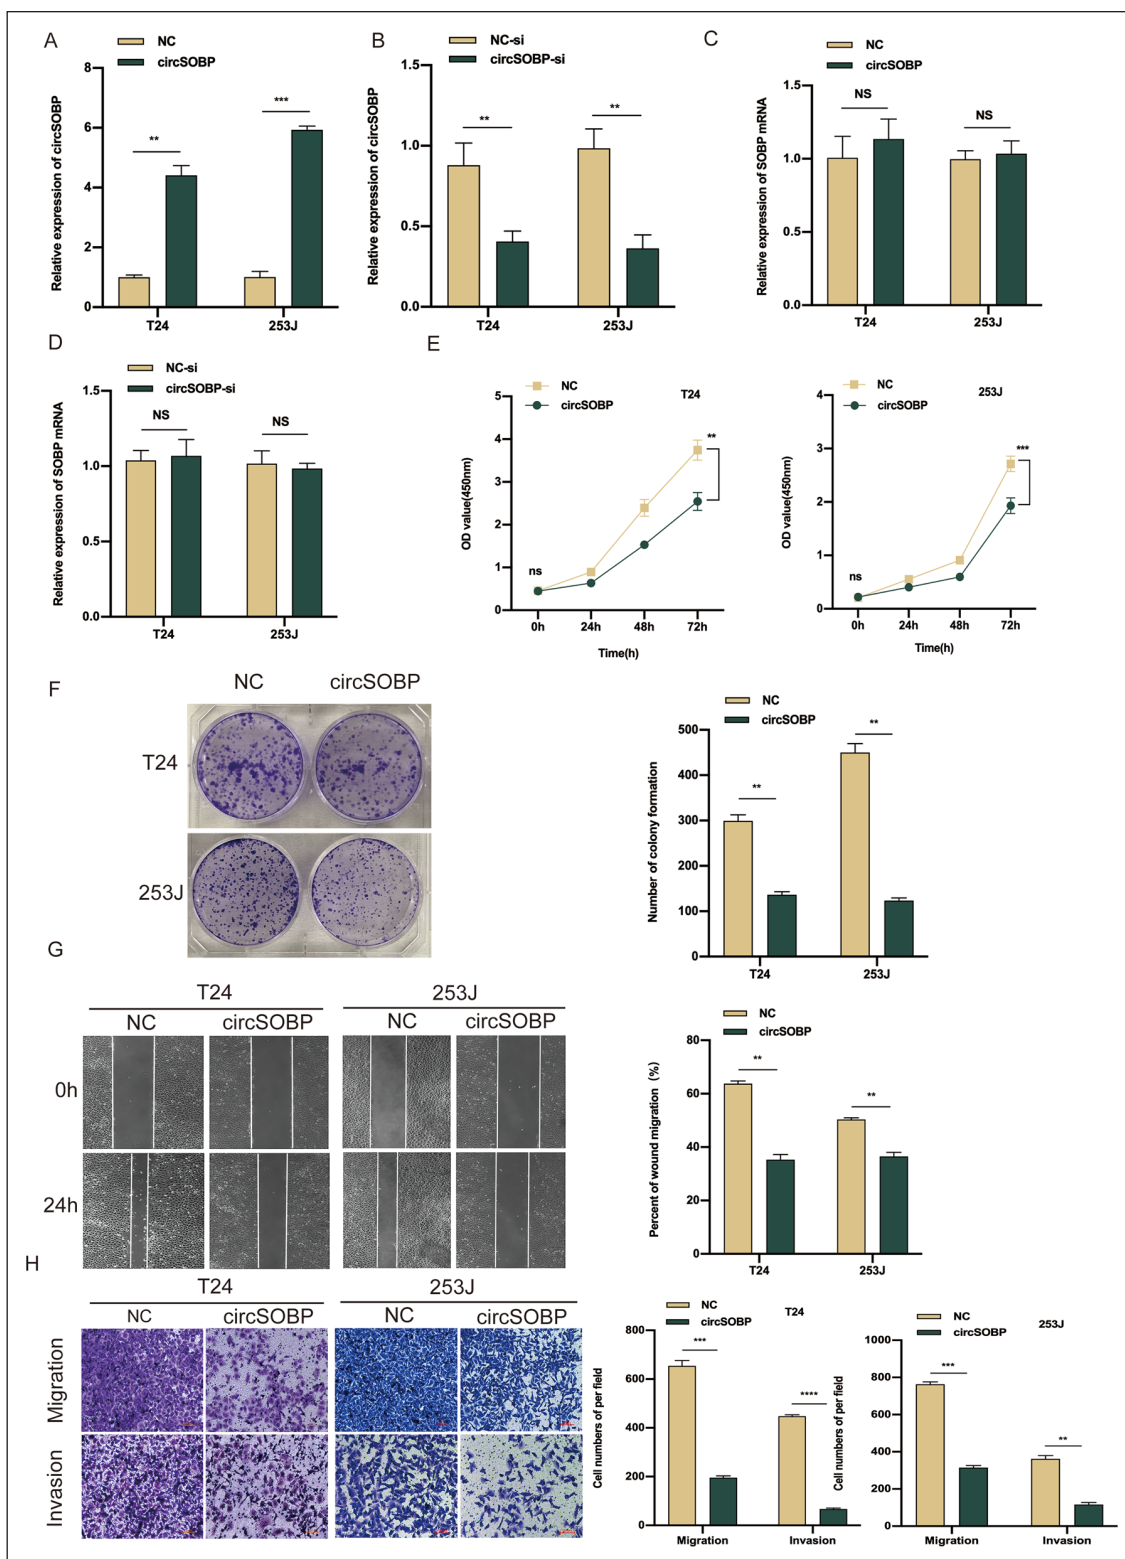 A
NC
circSOBP
Relative expression of circSOBP
8
6
4
2
0
**
***
T24
253J
B
NC-si
circSOBP-si
Relative expression of circSOBP
1.5
1.0
0.5
0.0
**
**
T24
253J
C
NC
circSOBP
Relative expression of SOBP mRNA
1.5
1.0
0.5
0.0
NS
NS
T24
253J
D
NC-si
circSOBP-si
Relative expression of SOBP mRNA
1.5
1.0
0.5
0.0
NS
NS
T24
253J
E
NC
circSOBP
T24
OD value(450nm)
5
4
3
2
1
0
ns
**
0h 24h 48h 72h
Time(h)
NC
circSOBP
253J
OD value(450nm)
4
3
2
1
0
ns
***
0h 24h 48h 72h
Time(h)
F
NC circSOBP
T24
253J
NC
circSOBP
Number of colony formation
500
400
300
200
100
0
**
**
T24
253J
G
T24 253J
NC circSOBP NC circSOBP
0h
24h
NC
circSOBP
Percent of wound migration (%)
80
60
40
20
0
**
**
T24
253J
H
T24 253J
NC circSOBP NC circSOBP
Migration
Invasion
NC
circSOBP
T24
Cell numbers of per field
800
600
400
200
0
***
****
Migration Invasion
NC
circSOBP
253J
Cell numbers of per field
1000
800
600
400
200
0
***
**
Migration Invasion